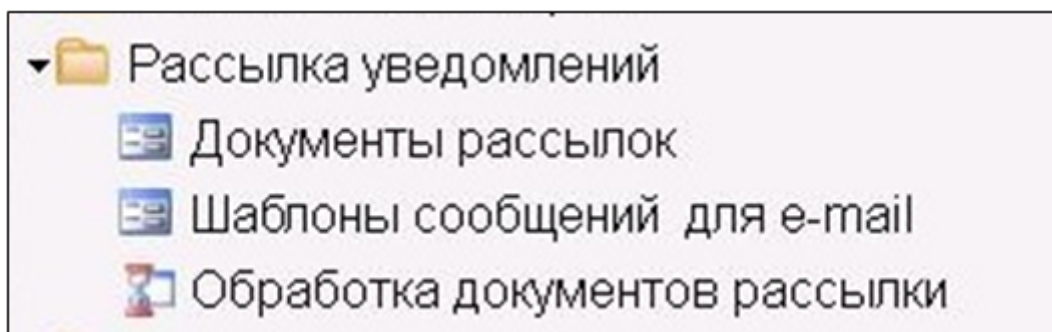 Рассылка уведомлений
Документы рассылок
Шаблоны сообщений для e-mail
Обработка документов рассылки